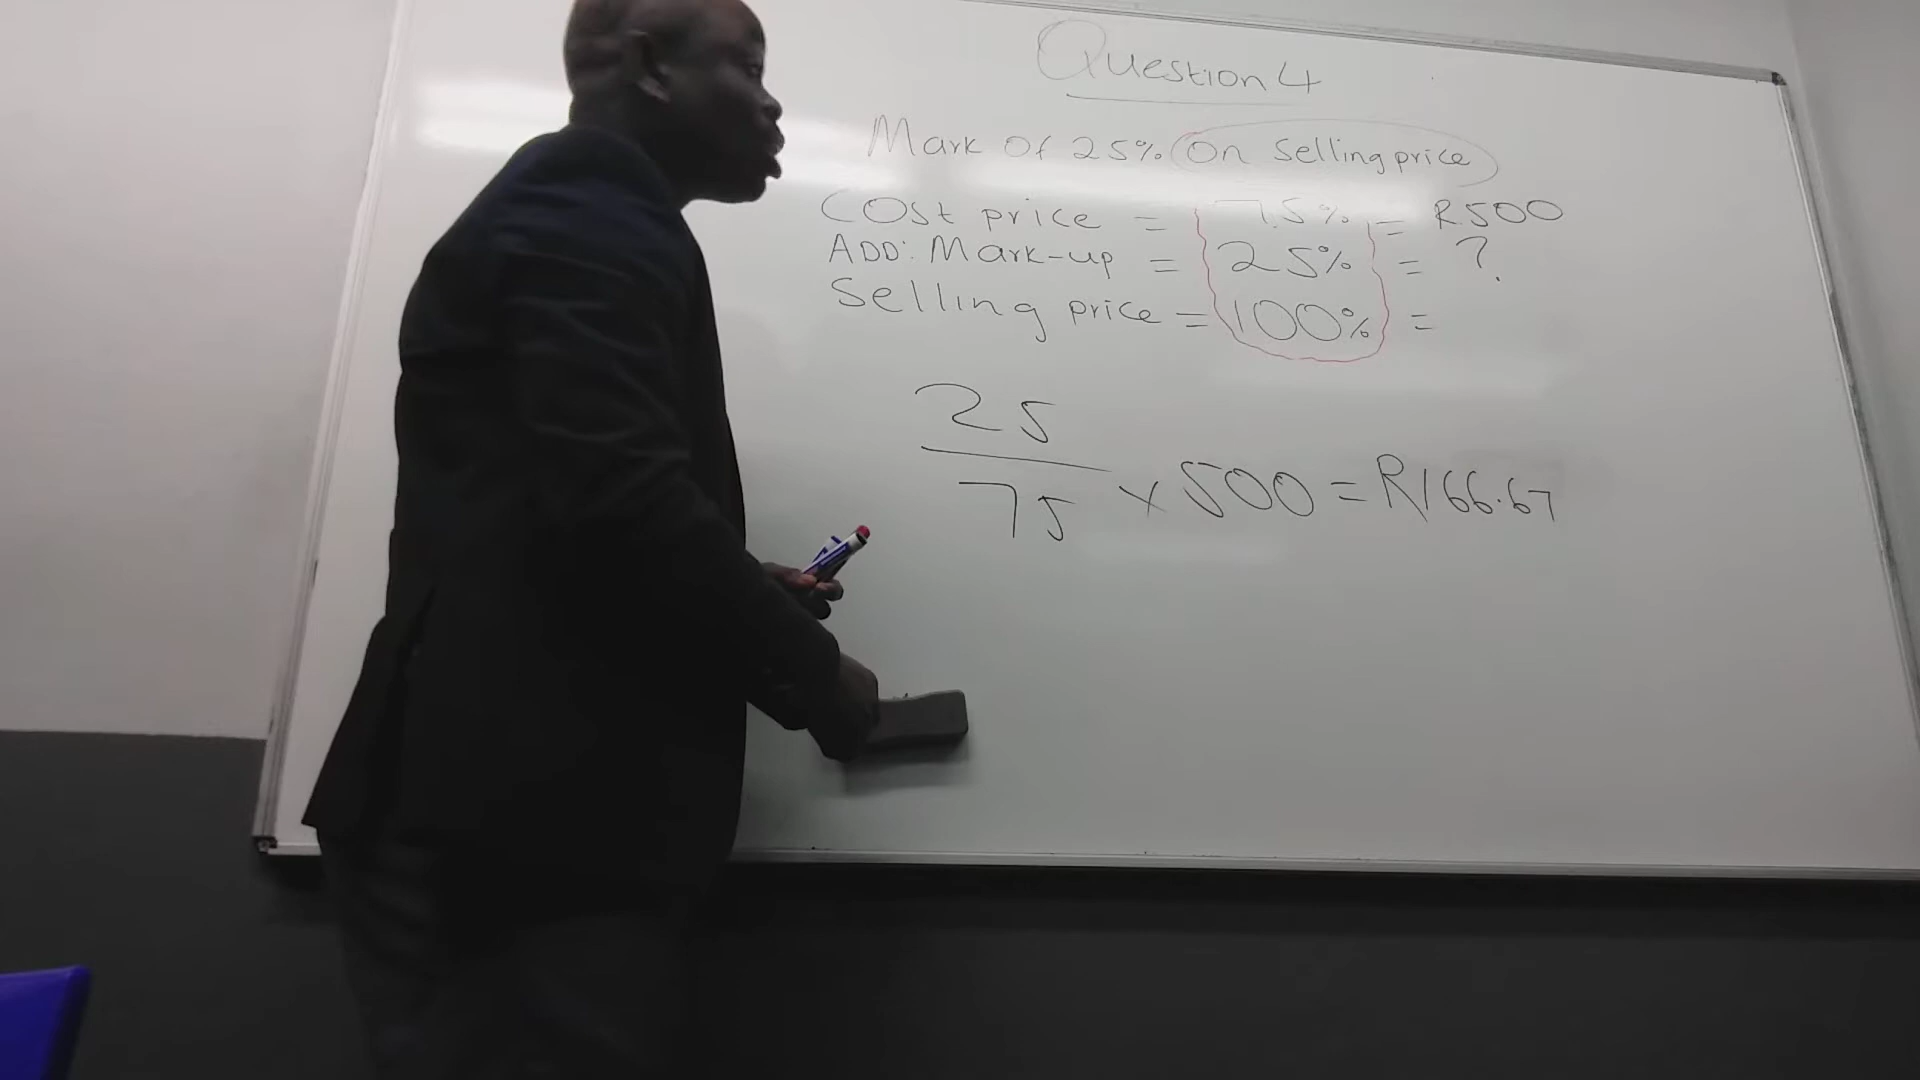 Question 4
Mark of 25% on selling price
Cost price = 75% = R500
ADD: Mark-up = 25% = ?
Selling price = 100% =
25
75 x 500 = R166.67